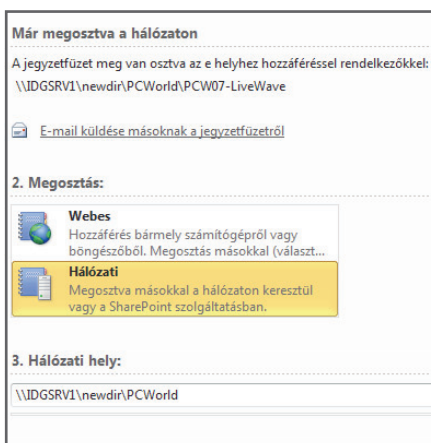 Már megosztva a hálózaton
A jegyzetfüzet meg van osztva az e helyhez hozzáféréssel rendelkezőkkel:
\\IDGSRV1\newdir\PCWorld\PCW07-LiveWave
E-mail küldése másoknak a jegyzetfüzetről
2. Megosztás:
Webes
Hozzáférés bármely számítógépről vagy
böngészőből. Megosztás másokkal (választ...
Hálózati
Megosztva másokkal a hálózaton keresztül
vagy a SharePoint szolgáltatásban.
3. Hálózati hely:
\\IDGSRV1\newdir\PCWorld